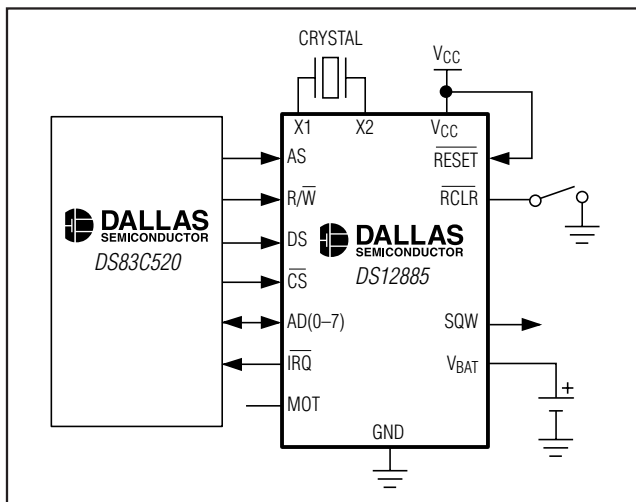 CRYSTAL
VCC
X1 X2 VCC
AS
RESET
R/W
RCLR
DALLAS
SEMICONDUCTOR
DS83C520
DS
DALLAS
SEMICONDUCTOR
DS12885
CS
AD(0–7)
SQW
IRQ
VBAT
+
MOT
GND